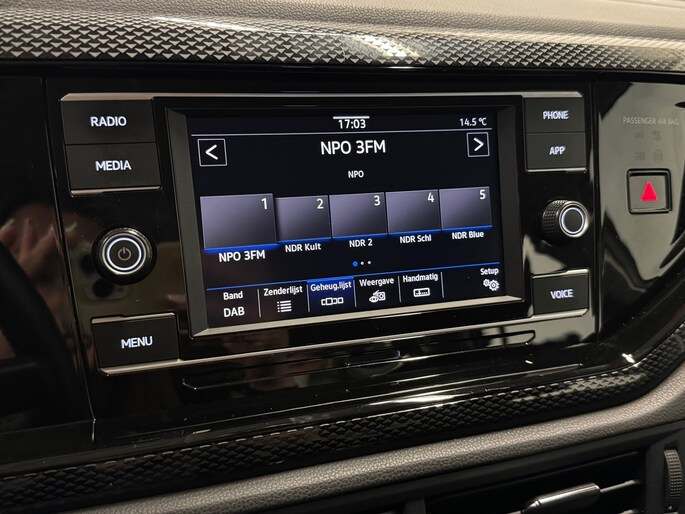 RADIO
MEDIA
MENU
17:03
14.5 °C
<
NPO 3FM
>
NPO
1
2
3
4
5
NPO 3FM
NDR Kult
NDR 2
NDR Schl
NDR Blue
Band
DAB
Zenderlijst
Geheug.lijst
Weergave
Handmatig
Setup
PHONE
APP
VOICE
PASSENGER AIR BAG